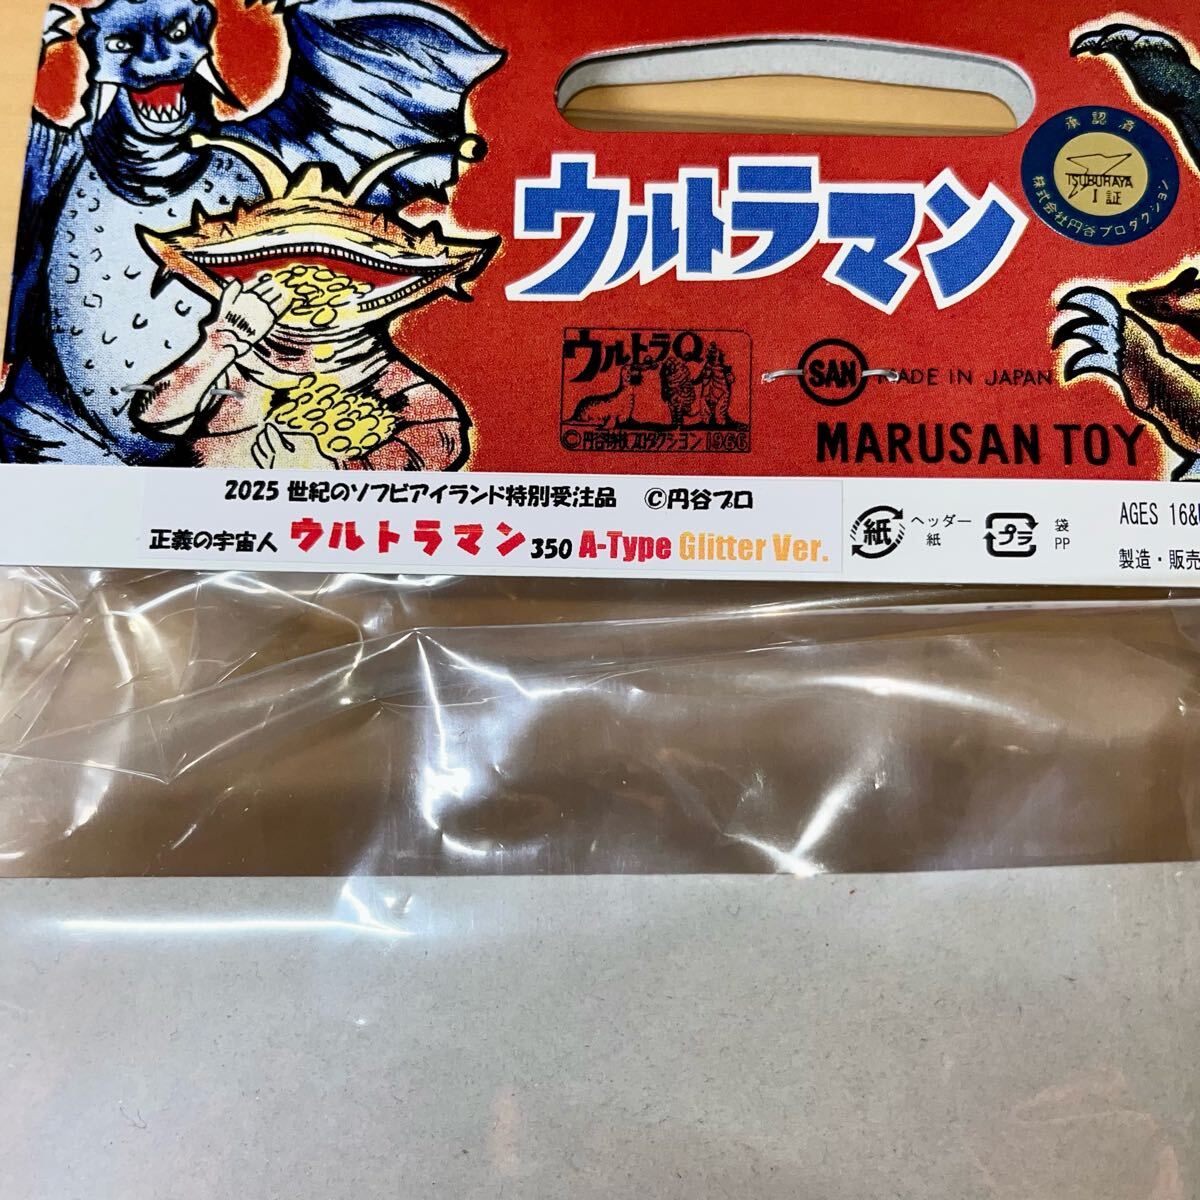 ウルトラマン
承認済
TSUBURAYA
証
株式会社円谷プロダクション
ウルトラQ
©円谷特技プロダクション1966
SAN MADE IN JAPAN
MARUSAN TOY
2025 世紀のソフビアイランド特別受注品 ©円谷プロ
正義の宇宙人 ウルトラマン 350 A-Type Glitter Ver.
紙 ヘッダー
紙
プラ 袋
PP
AGES 16&
製造・販売